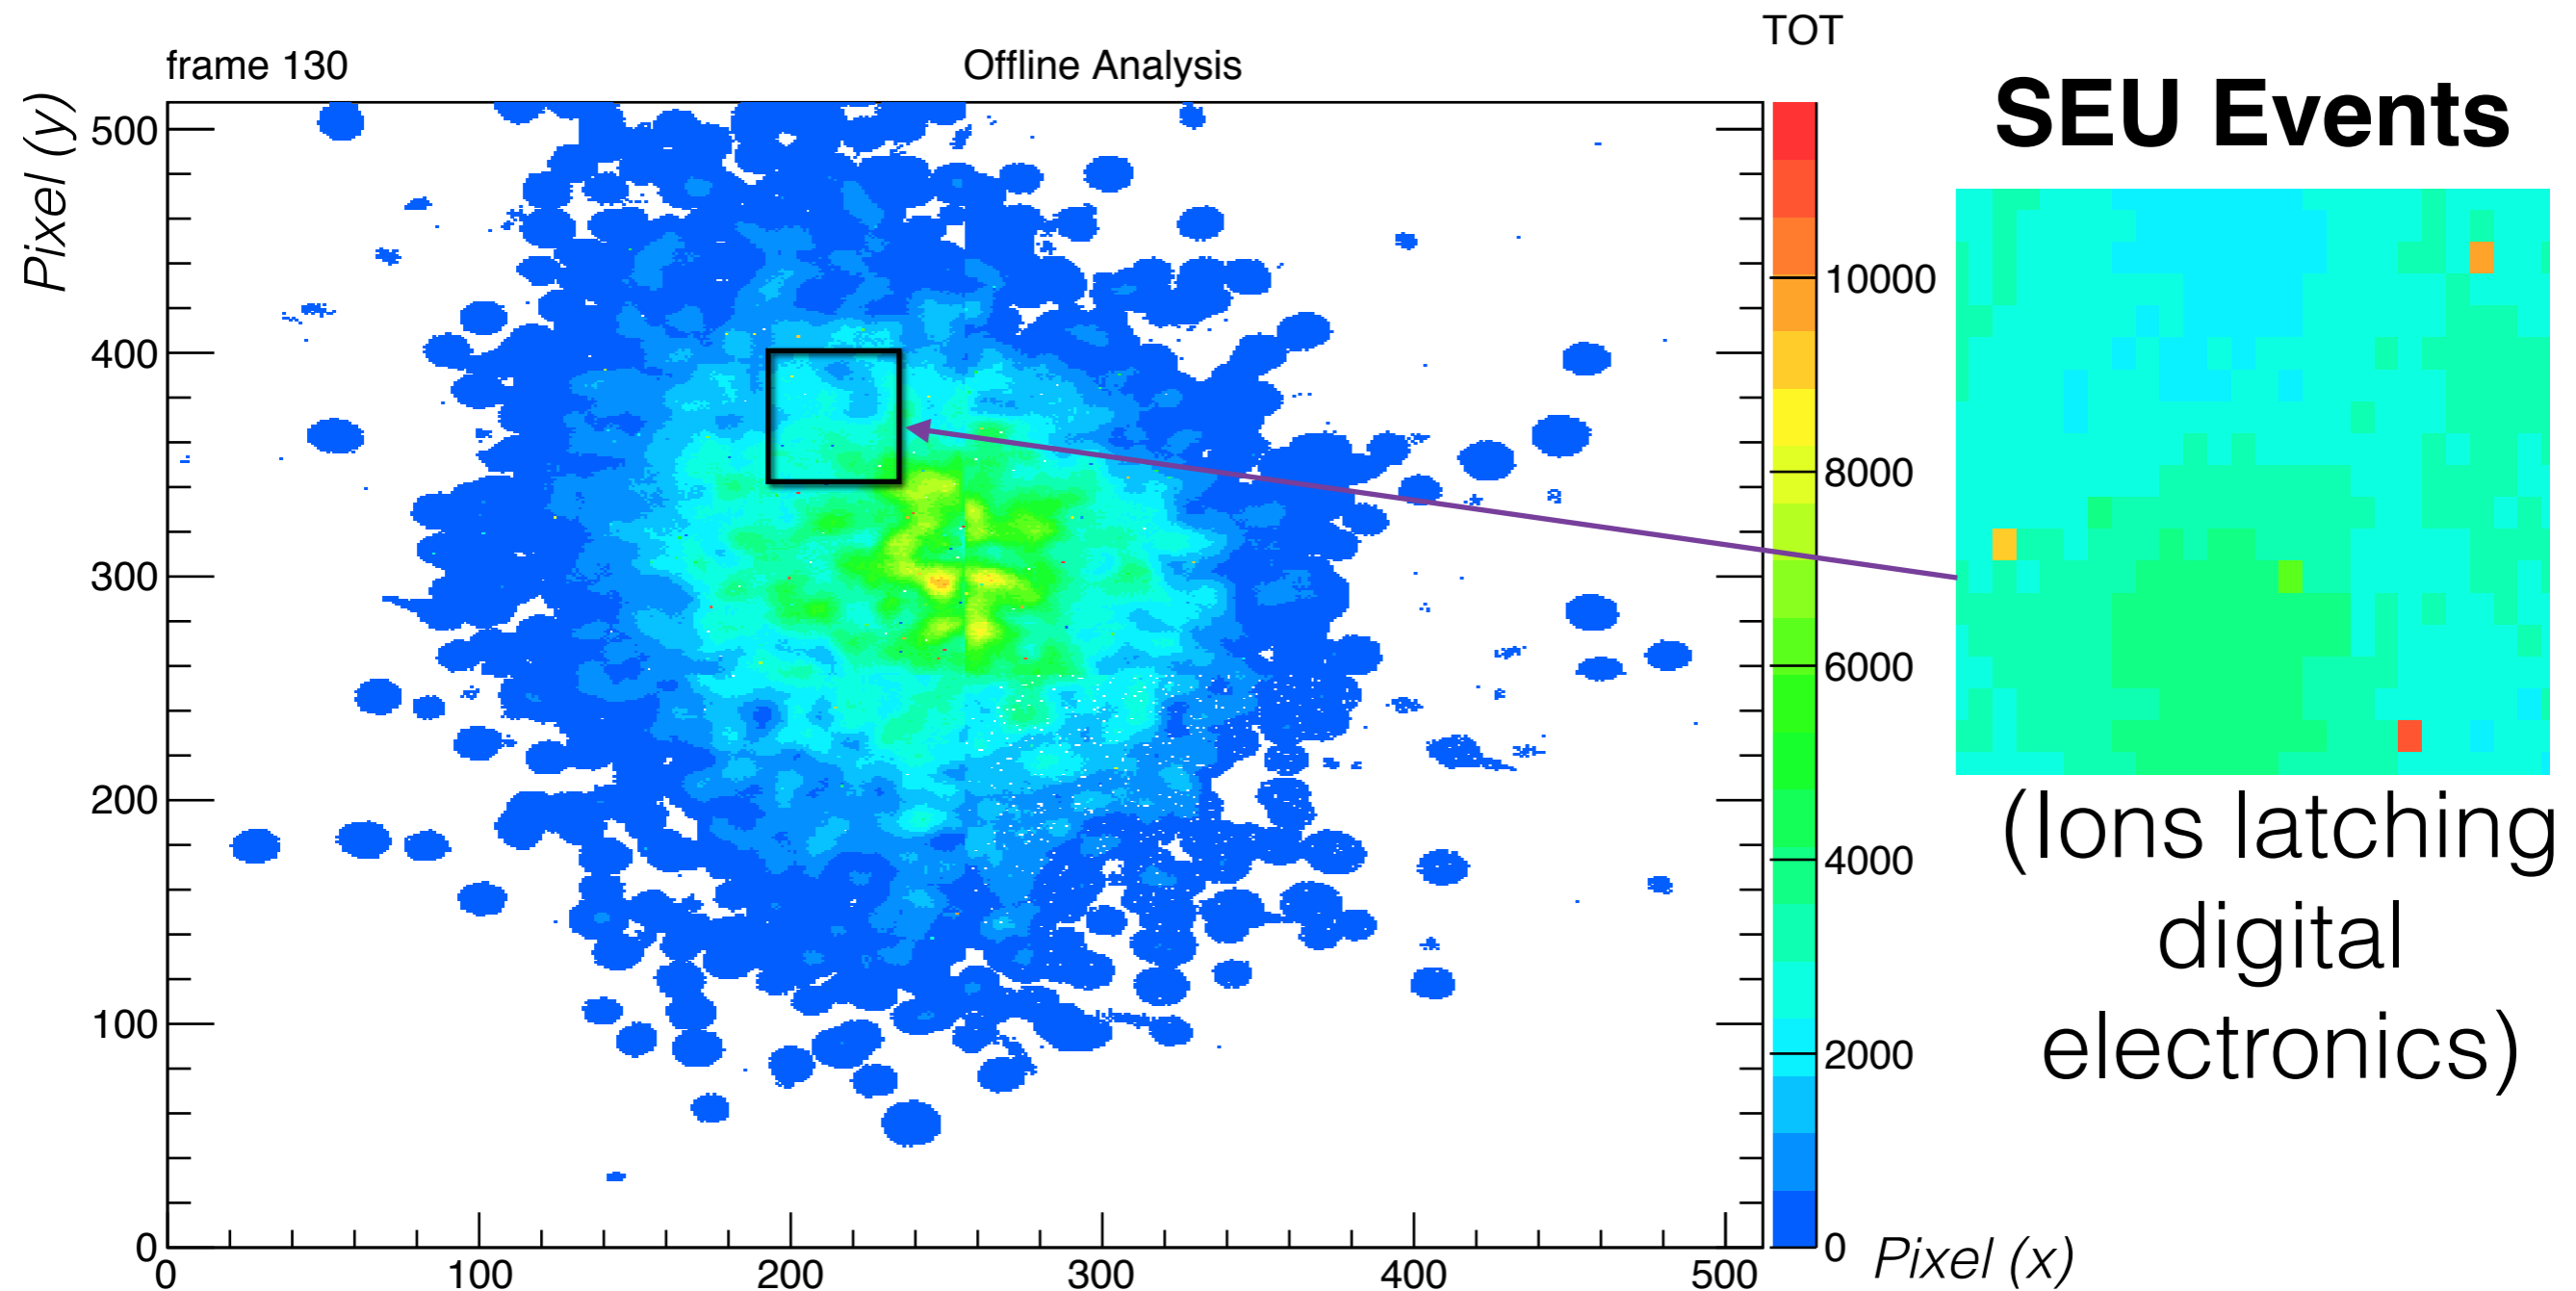 TOT
frame 130
Offline Analysis
SEU Events
Pixel (y)
500
400
300
200
100
0
10000
8000
6000
4000
2000
0
(Ions latching
digital
electronics)
0 100 200 300 400 500
Pixel (x)